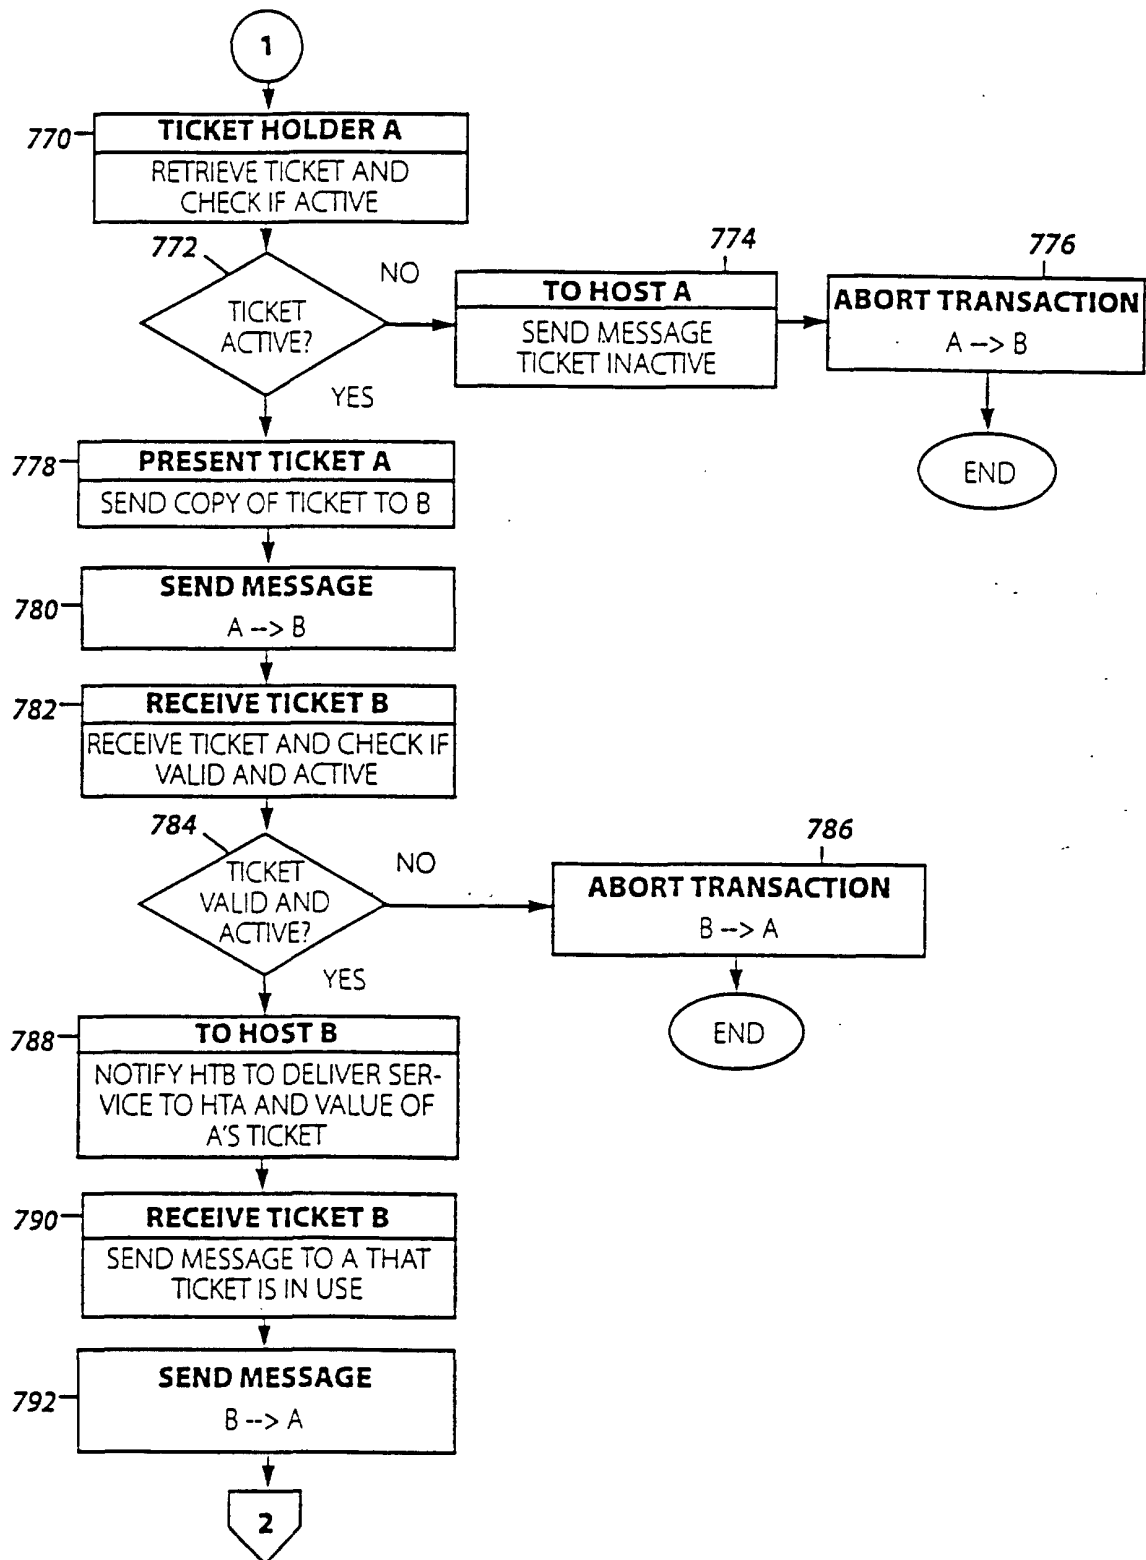 1
770
TICKET HOLDER A
RETRIEVE TICKET AND
CHECK IF ACTIVE
772
TICKET
ACTIVE?
NO
YES
774
TO HOST A
SEND MESSAGE
TICKET INACTIVE
776
ABORT TRANSACTION
A --> B
END
778
PRESENT TICKET A
SEND COPY OF TICKET TO B
780
SEND MESSAGE
A --> B
782
RECEIVE TICKET B
RECEIVE TICKET AND CHECK IF
VALID AND ACTIVE
784
TICKET
VALID AND
ACTIVE?
NO
YES
786
ABORT TRANSACTION
B --> A
END
788
TO HOST B
NOTIFY HTB TO DELIVER SER-
VICE TO HTA AND VALUE OF
A'S TICKET
790
RECEIVE TICKET B
SEND MESSAGE TO A THAT
TICKET IS IN USE
792
SEND MESSAGE
B --> A
2